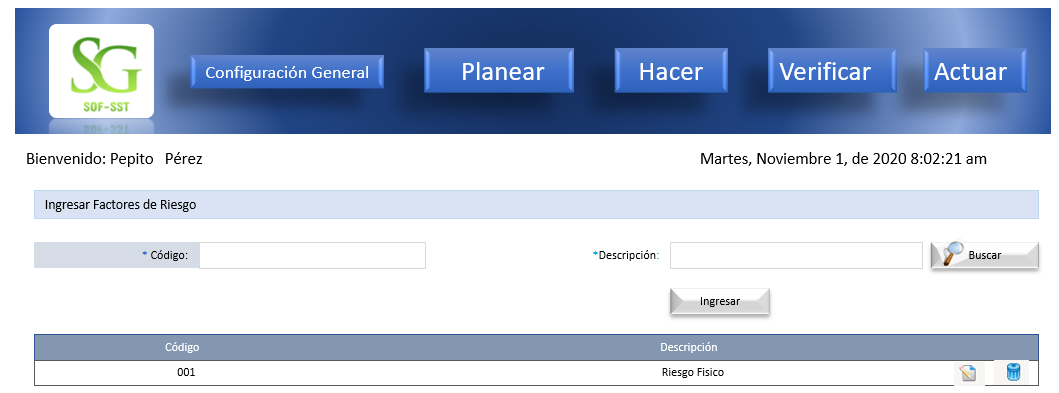 SG
SOF-SST
Configuración General
Planear
Hacer
Verificar
Actuar
Bienvenido: Pepito Pérez
Martes, Noviembre 1, de 2020 8:02:21 am
Ingresar Factores de Riesgo
* Código:
*Descripción:
Buscar
Ingresar
Código Descripción
001 Riesgo Fisico